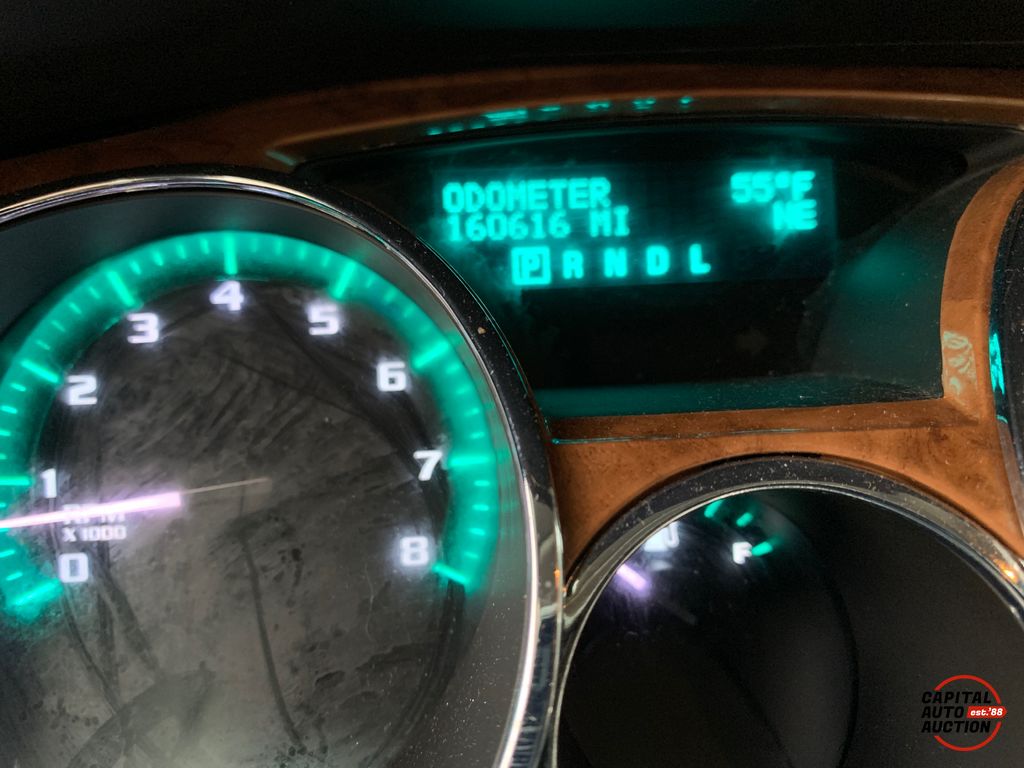 ODOMETER 55°F
160616 MI NE
P R N D L
4
3 5
2 6
7
1
RPM
X1000
0 8
F
CAPITAL
AUTO est.'88
AUCTION